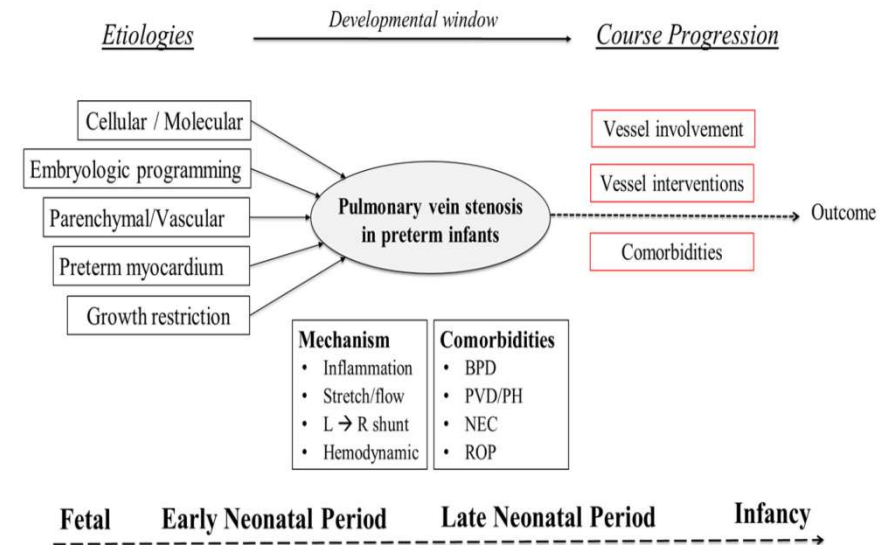 Developmental window
Etiologies
Course Progression
Cellular / Molecular
Embryologic programming
Parenchymal/Vascular
Preterm myocardium
Growth restriction
Pulmonary vein stenosis
in preterm infants
Vessel involvement
Vessel interventions
Comorbidities
Outcome
Mechanism
• Inflammation
• Stretch/flow
• L → R shunt
• Hemodynamic
Comorbidities
• BPD
• PVD/PH
• NEC
• ROP
Fetal Early Neonatal Period Late Neonatal Period Infancy